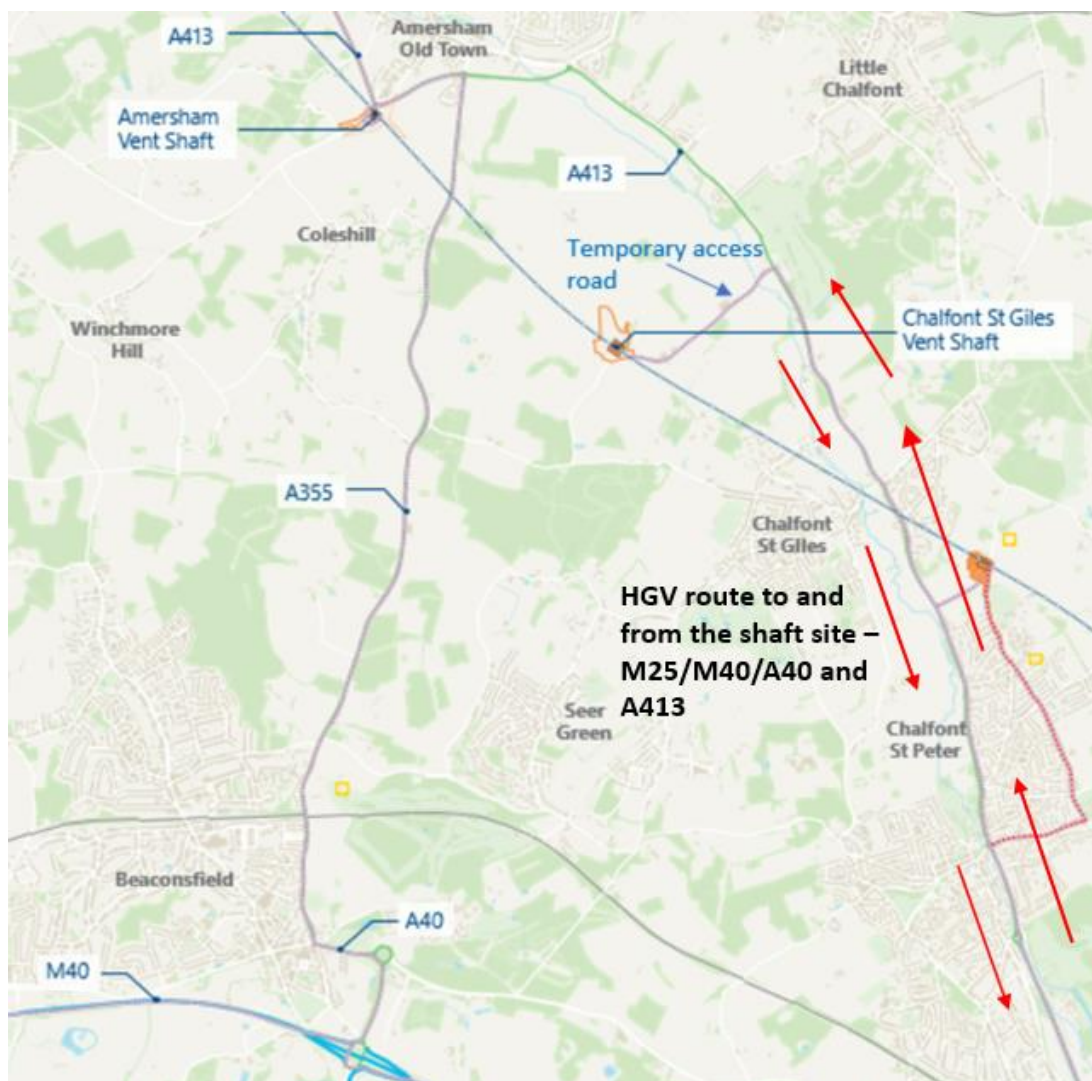 A413
Amersham
Old Town
Little
Chalfont
Amersham
Vent Shaft
A413
Coleshill
Temporary access
road
Winchmore
Hill
Chalfont St Giles
Vent Shaft
A355
Chalfont
St Giles
HGV route to and
from the shaft site –
M25/M40/A40 and
A413
Seer
Green
Chalfont
St Peter
Beaconsfield
A40
M40